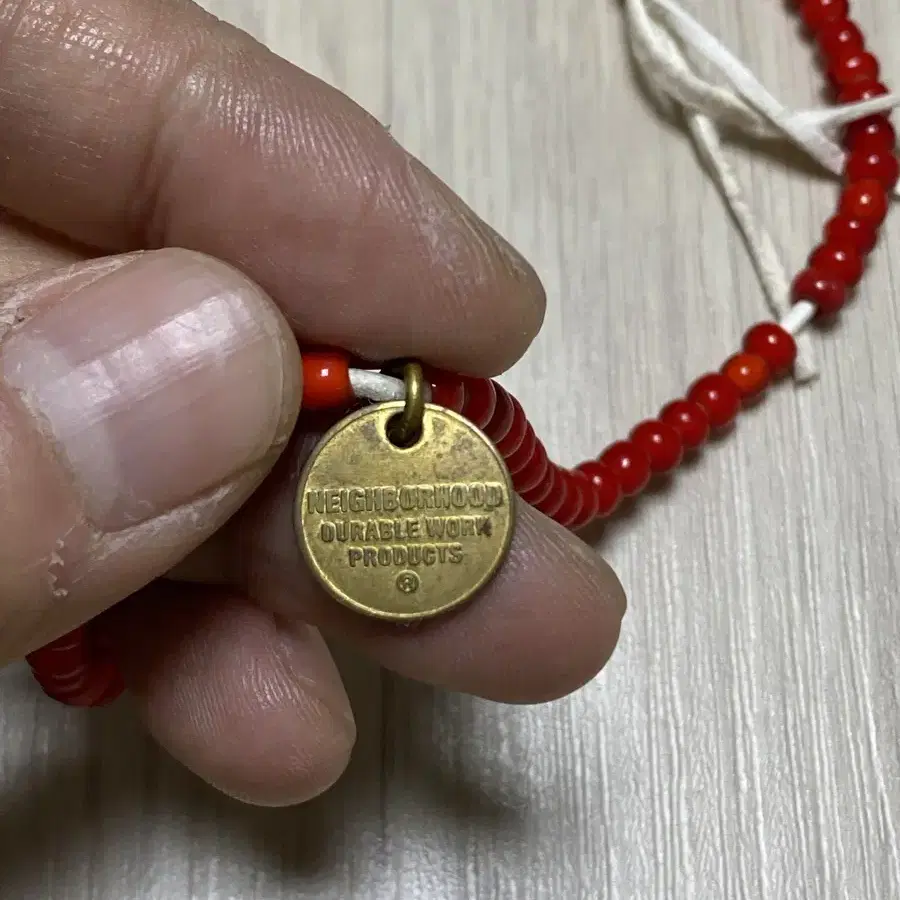 NEIGHBORHOOD
DURABLE WORK
PRODUCTS
®